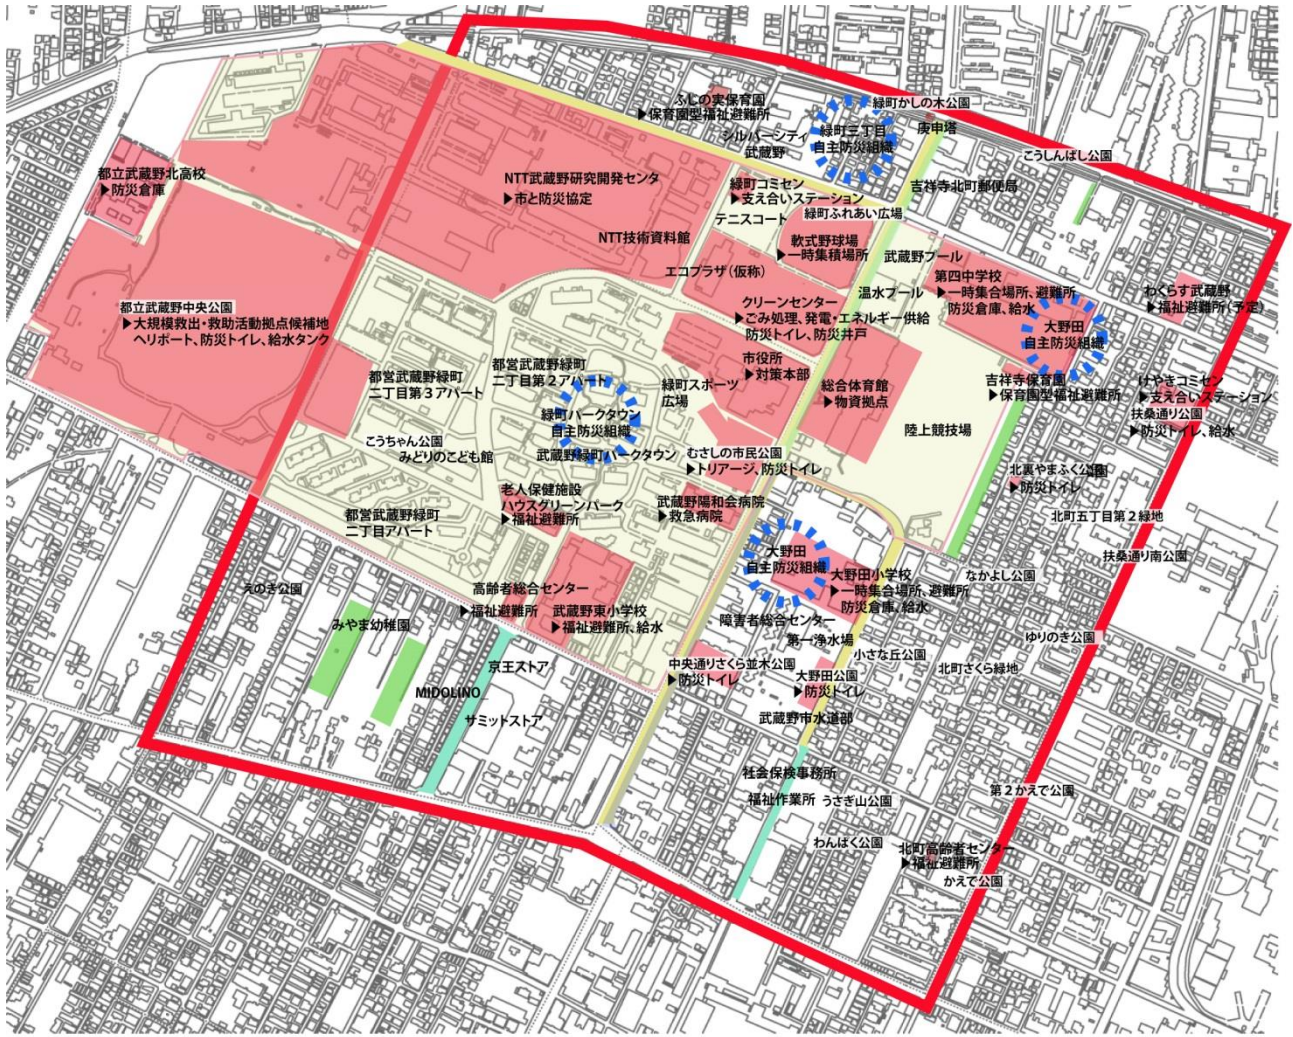 ふじの実保育園
▶保育園型福祉避難所
シルバーシティ
武蔵野
緑町かしの木公園
緑町三丁目
自主防災組織
庚申塔
こうしんばし公園
吉祥寺北町郵便局
都立武蔵野北高校
▶防災倉庫
NTT武蔵野研究開発センタ
▶市と防災協定
NTT技術資料館
緑町コミセン
▶支え合いステーション
テニスコート
緑町ふれあい広場
軟式野球場
▶一時集積場所
エコプラザ（仮称）
武蔵野プール
温水プール
第四中学校
▶一時集合場所、避難所
防災倉庫、給水
わくらす武蔵野
▶福祉避難所（予定）
大野田
自主防災組織
都立武蔵野中央公園
▶大規模救出・救助活動拠点候補地
ヘリポート、防災トイレ、給水タンク
クリーンセンター
▶ごみ処理、発電・エネルギー供給
防災トイレ、防災井戸
市役所
▶対策本部
都営武蔵野緑町
二丁目第３アパート
都営武蔵野緑町
二丁目第２アパート
緑町スポーツ
広場
総合体育館
▶物資拠点
陸上競技場
吉祥寺保育園
▶保育園型福祉避難所
けやきコミセン
▶支え合いステーション
扶桑通り公園
▶防災トイレ、給水
緑町パークタウン
自主防災組織
武蔵野緑町パークタウン
こうちゃん公園
みどりのこども館
むさしの市民公園
▶トリアージ、防災トイレ
北裏やまふく公園
▶防災トイレ
老人保健施設
ハウスグリーンパーク
▶福祉避難所
武蔵野陽和会病院
▶救急病院
都営武蔵野緑町
二丁目アパート
北町五丁目第２緑地
扶桑通り南公園
大野田
自主防災組織
大野田小学校
▶一時集合場所、避難所
防災倉庫、給水
なかよし公園
えのき公園
高齢者総合センター
▶福祉避難所
武蔵野東小学校
▶福祉避難所、給水
みやま幼稚園
障害者総合センター
第一浄水場
小さな丘公園
ゆりのき公園
北町さくら緑地
京王ストア
MIDOLINO
サミットストア
中央通りさくら並木公園
▶防災トイレ
大野田公園
▶防災トイレ
武蔵野市水道部
社会保険事務所
福祉作業所
うさぎ山公園
第２かえで公園
わんぱく公園
北町高齢者センター
▶福祉避難所
かえで公園